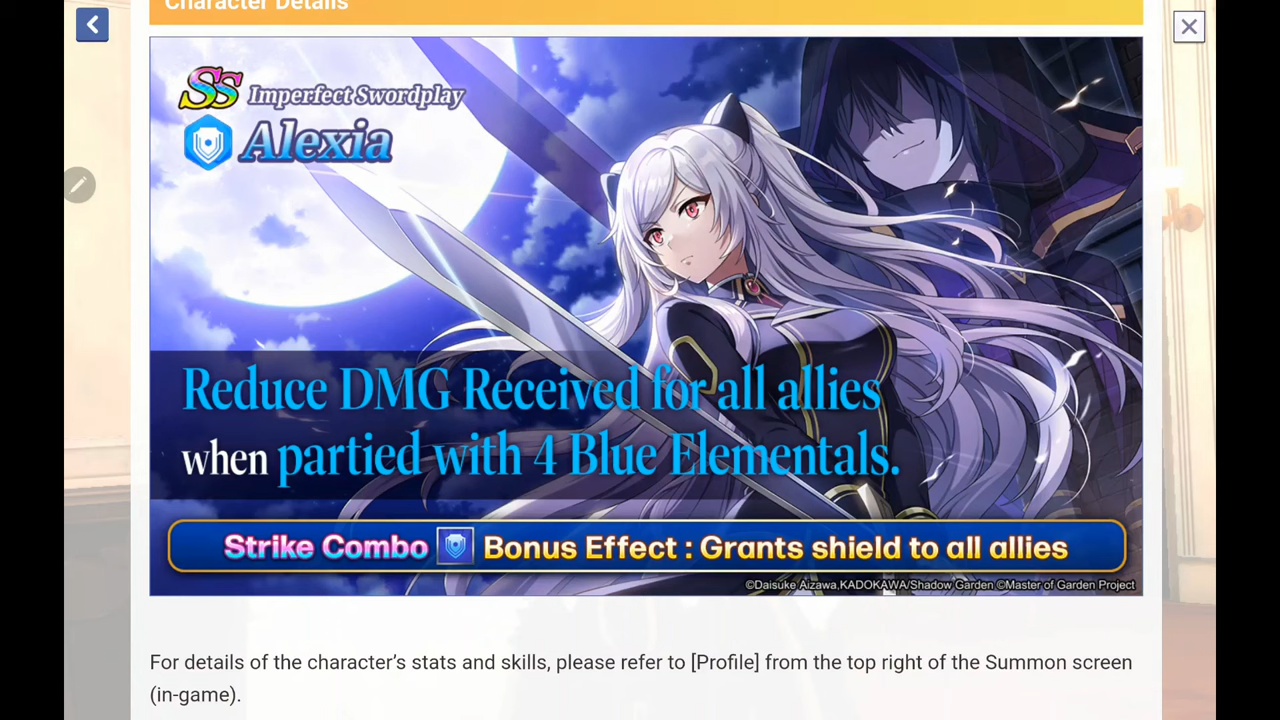 Character Details
SS Imperfect Swordplay
Alexia
Reduce DMG Received for all allies
when partied with 4 Blue Elementals.
Strike Combo Bonus Effect : Grants shield to all allies
©Daisuke Aizawa,KADOKAWA/Shadow Garden ©Master of Garden Project
For details of the character’s stats and skills, please refer to [Profile] from the top right of the Summon screen
(in-game).